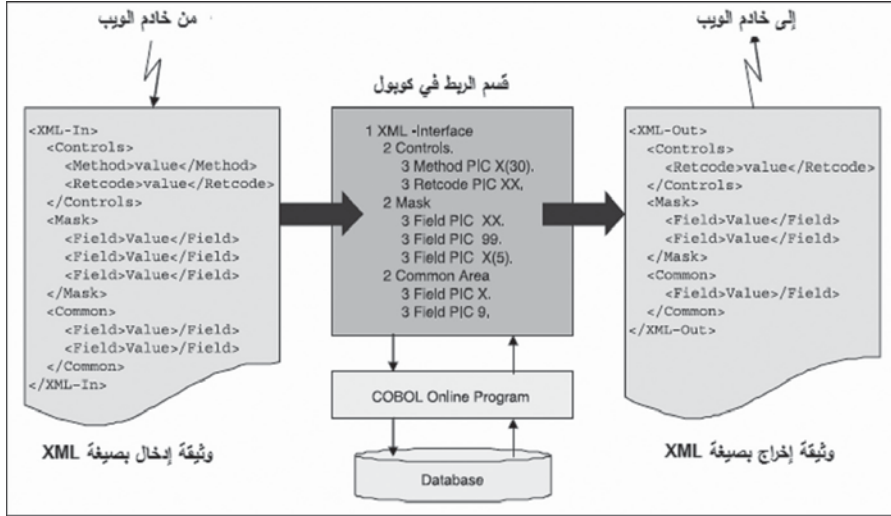 من خادم الويب
إلى خادم الويب
قسم الربط في كوبول
<XML-In>
<Controls>
<Method>value</Method>
<Retcode>value</Retcode>
</Controls>
<Mask>
<Field>Value</Field>
<Field>Value</Field>
<Field>Value</Field>
</Mask>
<Common>
<Field>Value>/Field>
<Field>Value>/Field>
</Common>
</XML-In>
وثيقة إدخال بصيغة XML
1 XML -Interface
2 Controls.
3 Method PIC X(30).
3 Retcode PIC XX.
2 Mask
3 Field PIC XX.
3 Field PIC 99.
3 Field PIC X(5).
2 Common Area
3 Field PIC X.
3 Field PIC 9.
COBOL Online Program
Database
<XML-Out>
<Controls>
<Retcode>value</Retcode>
</Controls>
<Mask>
<Field>Value</Field>
<Field>Value</Field>
</Mask>
<Common>
<Field>Value</Field>
</Common>
</XML-Out>
وثيقة إخراج بصيغة XML